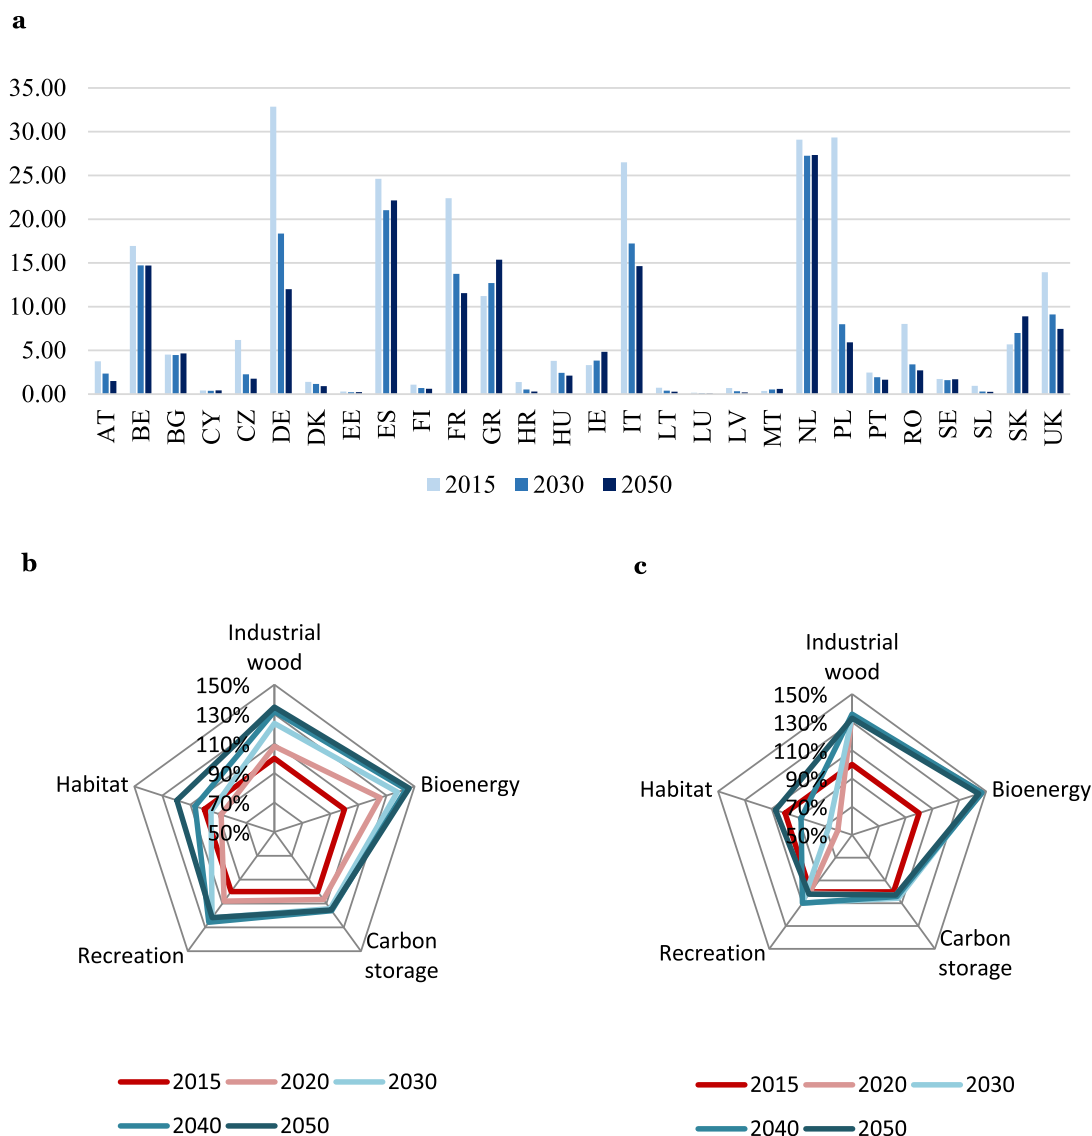 a
35.00
30.00
25.00
20.00
15.00
10.00
5.00
0.00
AT BE BG CY CZ DE DK EE ES FI FR GR HR HU IE IT LT LU LV MT NL PL PT RO SE SL SK UK
2015 2030 2050
b
Industrial
wood
150%
130%
110%
90%
70%
50%
Habitat
Bioenergy
Recreation
Carbon
storage
2015 2020 2030
2040 2050
c
Industrial
wood
150%
130%
110%
90%
70%
50%
Habitat
Bioenergy
Recreation
Carbon
storage
2015 2020 2030
2040 2050